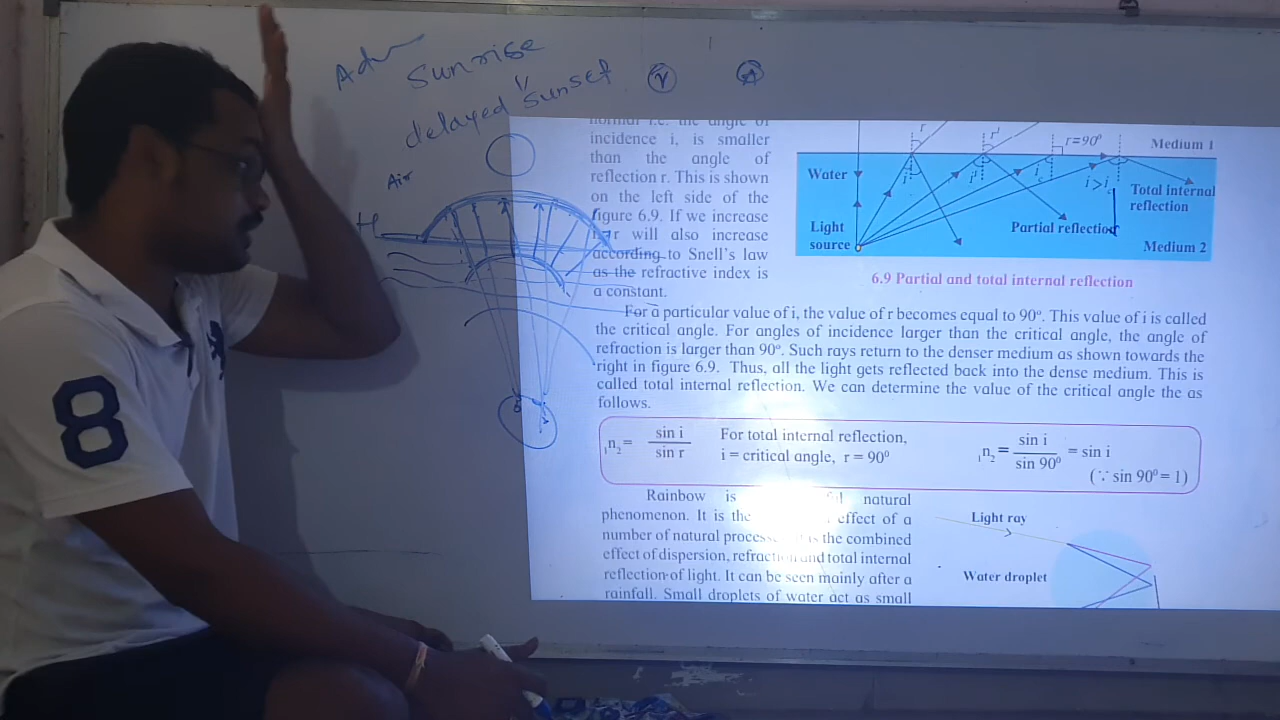 Adv
Sunrise
delayed sunset
Air
H
8
incidence i, is smaller
than the angle of
reflection r. This is shown
on the left side of the
figure 6.9. If we increase
r will also increase
according to Snell's law
as the refractive index is
a constant.
r r' r=90° Medium 1
Water
i i' i i>i
Total internal
reflection
Light
source
Partial reflection
Medium 2
6.9 Partial and total internal reflection
For a particular value of i, the value of r becomes equal to 90°. This value of i is called
the critical angle. For angles of incidence larger than the critical angle, the angle of
refraction is larger than 90°. Such rays return to the denser medium as shown towards the
right in figure 6.9. Thus, all the light gets reflected back into the dense medium. This is
called total internal reflection. We can determine the value of the critical angle the as
follows.
₁n₂ = sin i / sin r
For total internal reflection,
i = critical angle, r = 90°
₁n₂ = sin i / sin 90° = sin i
(∵ sin 90° = 1)
Rainbow is natural
phenomenon. It is the effect of a
number of natural is the combined
effect of dispersion, refraction and total internal
reflection of light. It can be seen mainly after a
rainfall. Small droplets of water act as small
Light ray
Water droplet